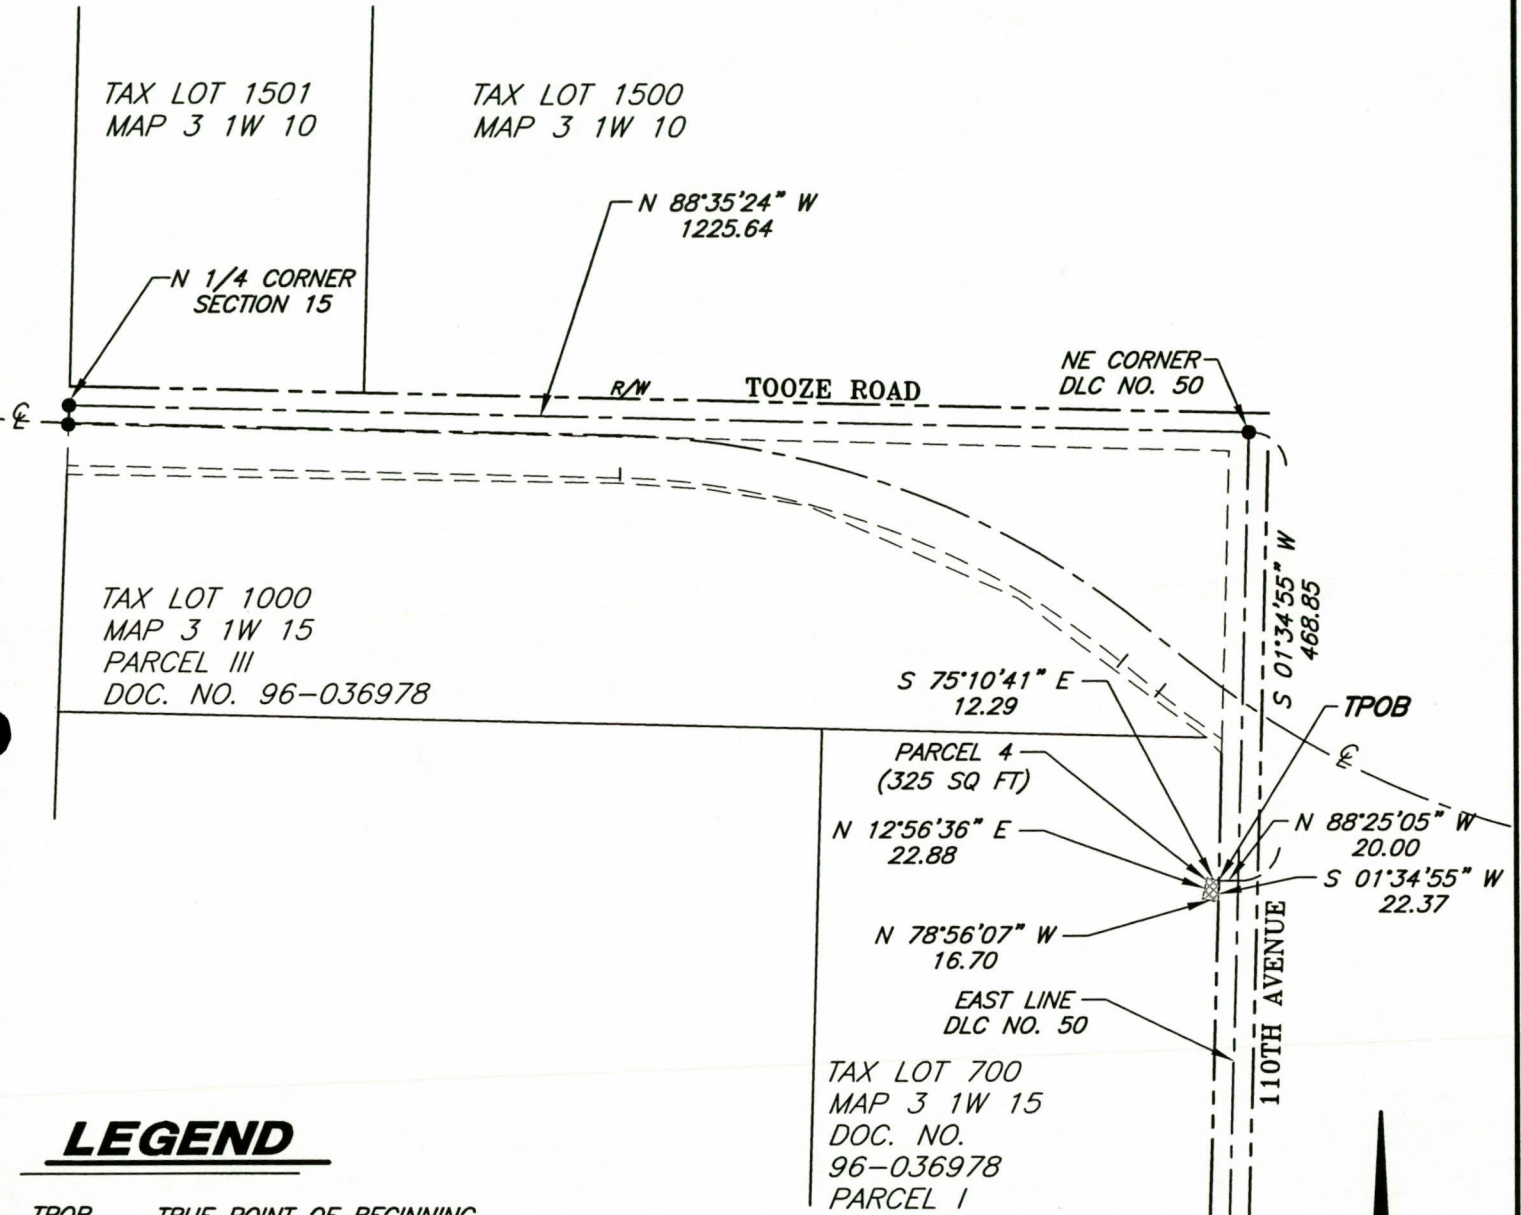 TAX LOT 1501
MAP 3 1W 10
TAX LOT 1500
MAP 3 1W 10
N 88°35'24" W
1225.64
N 1/4 CORNER
SECTION 15
NE CORNER
DLC NO. 50
R/W
TOOZE ROAD
℄
S 01°34'55" W
468.85
TAX LOT 1000
MAP 3 1W 15
PARCEL III
DOC. NO. 96-036978
S 75°10'41" E
12.29
TPOB
PARCEL 4
(325 SQ FT)
℄
N 12°56'36" E
22.88
N 88°25'05" W
20.00
S 01°34'55" W
22.37
N 78°56'07" W
16.70
110TH AVENUE
EAST LINE
DLC NO. 50
TAX LOT 700
MAP 3 1W 15
DOC. NO.
96-036978
PARCEL I
LEGEND
TPOB TRUE POINT OF BEGINNING